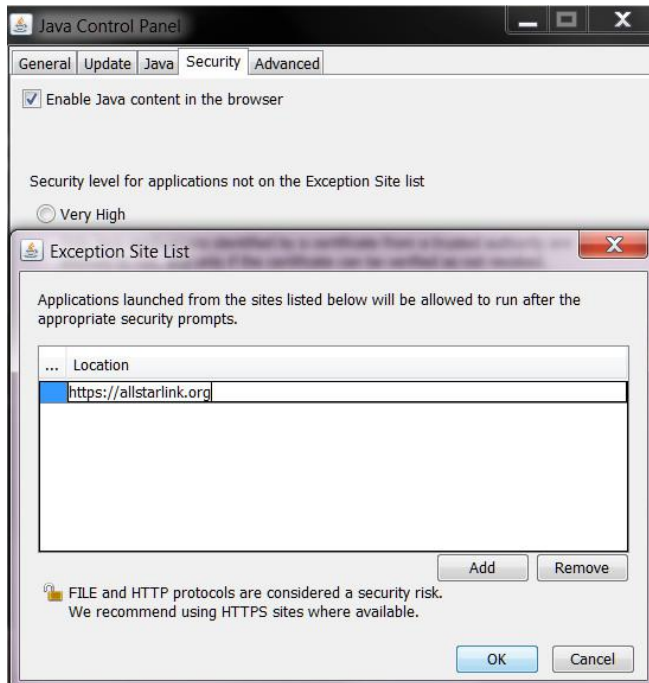 Java Control Panel
General Update Java Security Advanced
Enable Java content in the browser
Security level for applications not on the Exception Site list
Very High
Exception Site List
Applications launched from the sites listed below will be allowed to run after the
appropriate security prompts.
... Location
https://allstarlink.org
Add Remove
FILE and HTTP protocols are considered a security risk.
We recommend using HTTPS sites where available.
OK Cancel